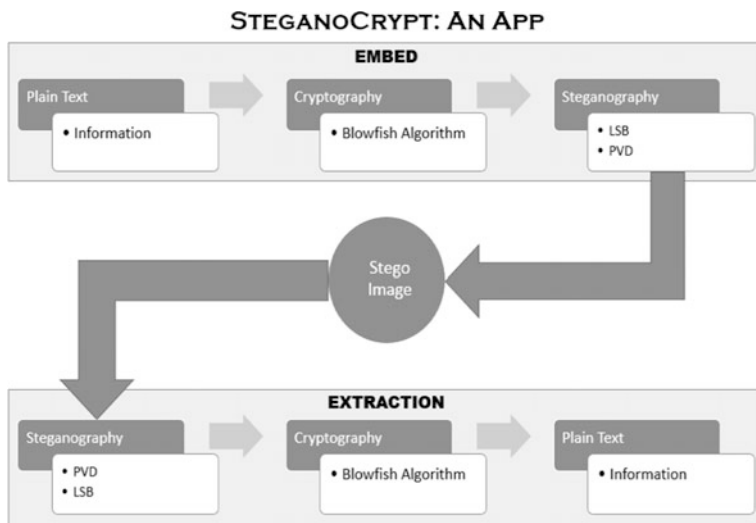 STEGANOCRYPT: AN APP
EMBED
Plain Text
• Information
Cryptography
• Blowfish Algorithm
Steganography
• LSB
• PVD
Stego
Image
EXTRACTION
Steganography
• PVD
• LSB
Cryptography
• Blowfish Algorithm
Plain Text
• Information